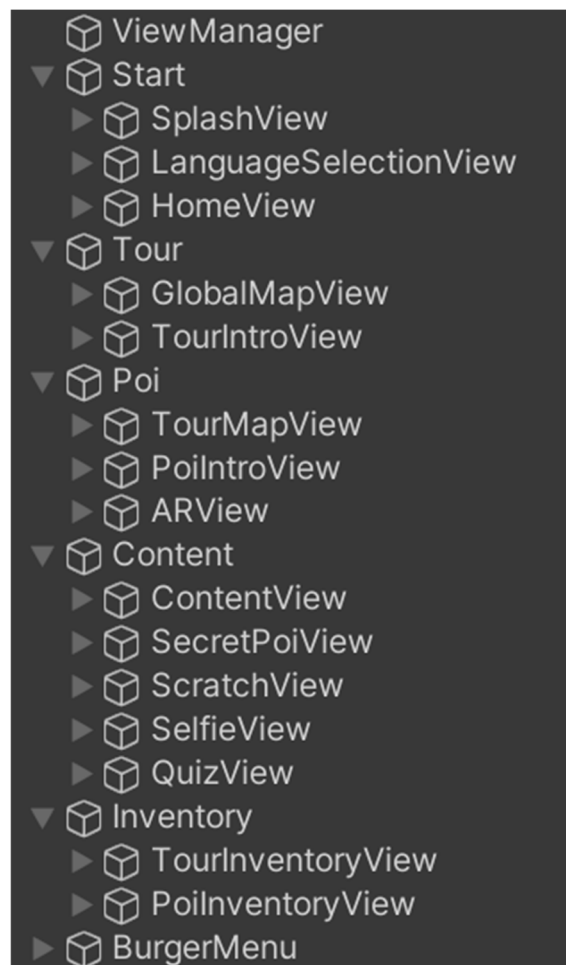 ViewManager
Start
SplashView
LanguageSelectionView
HomeView
Tour
GlobalMapView
TourIntroView
Poi
TourMapView
PoiIntroView
ARView
Content
ContentView
SecretPoiView
ScratchView
SelfieView
QuizView
Inventory
TourInventoryView
PoiInventoryView
BurgerMenu